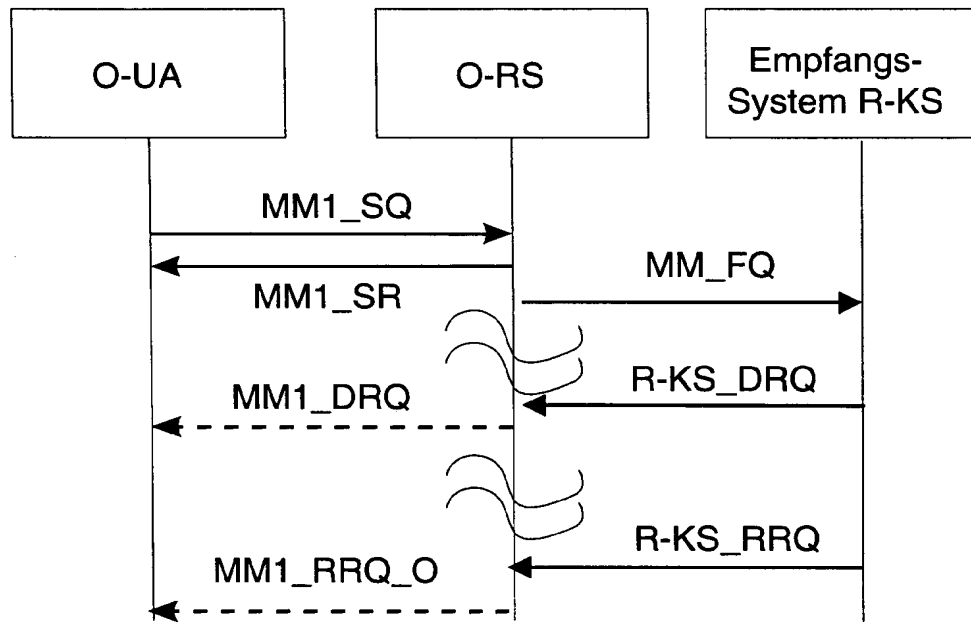 O-UA
O-RS
Empfangs-
System R-KS
MM1_SQ
MM1_SR
MM_FQ
R-KS_DRQ
MM1_DRQ
R-KS_RRQ
MM1_RRQ_O